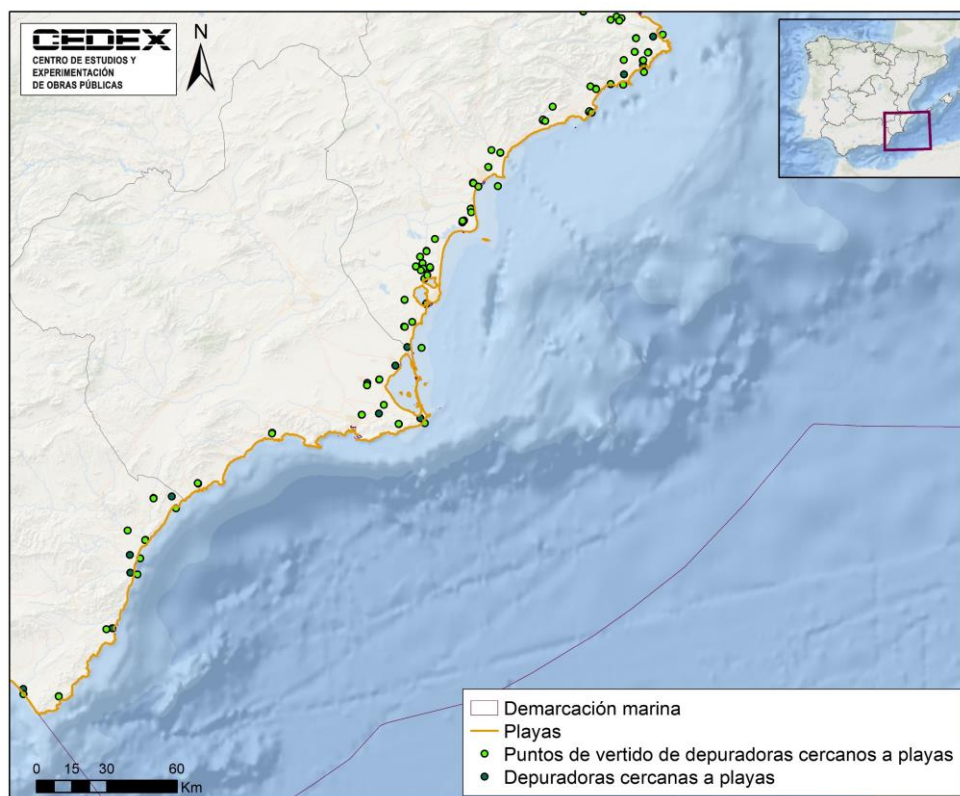 CEDEX
CENTRO DE ESTUDIOS Y
EXPERIMENTACIÓN
DE OBRAS PÚBLICAS
N
Demarcación marina
Playas
Puntos de vertido de depuradoras cercanos a playas
Depuradoras cercanas a playas
0 15 30 60
Km